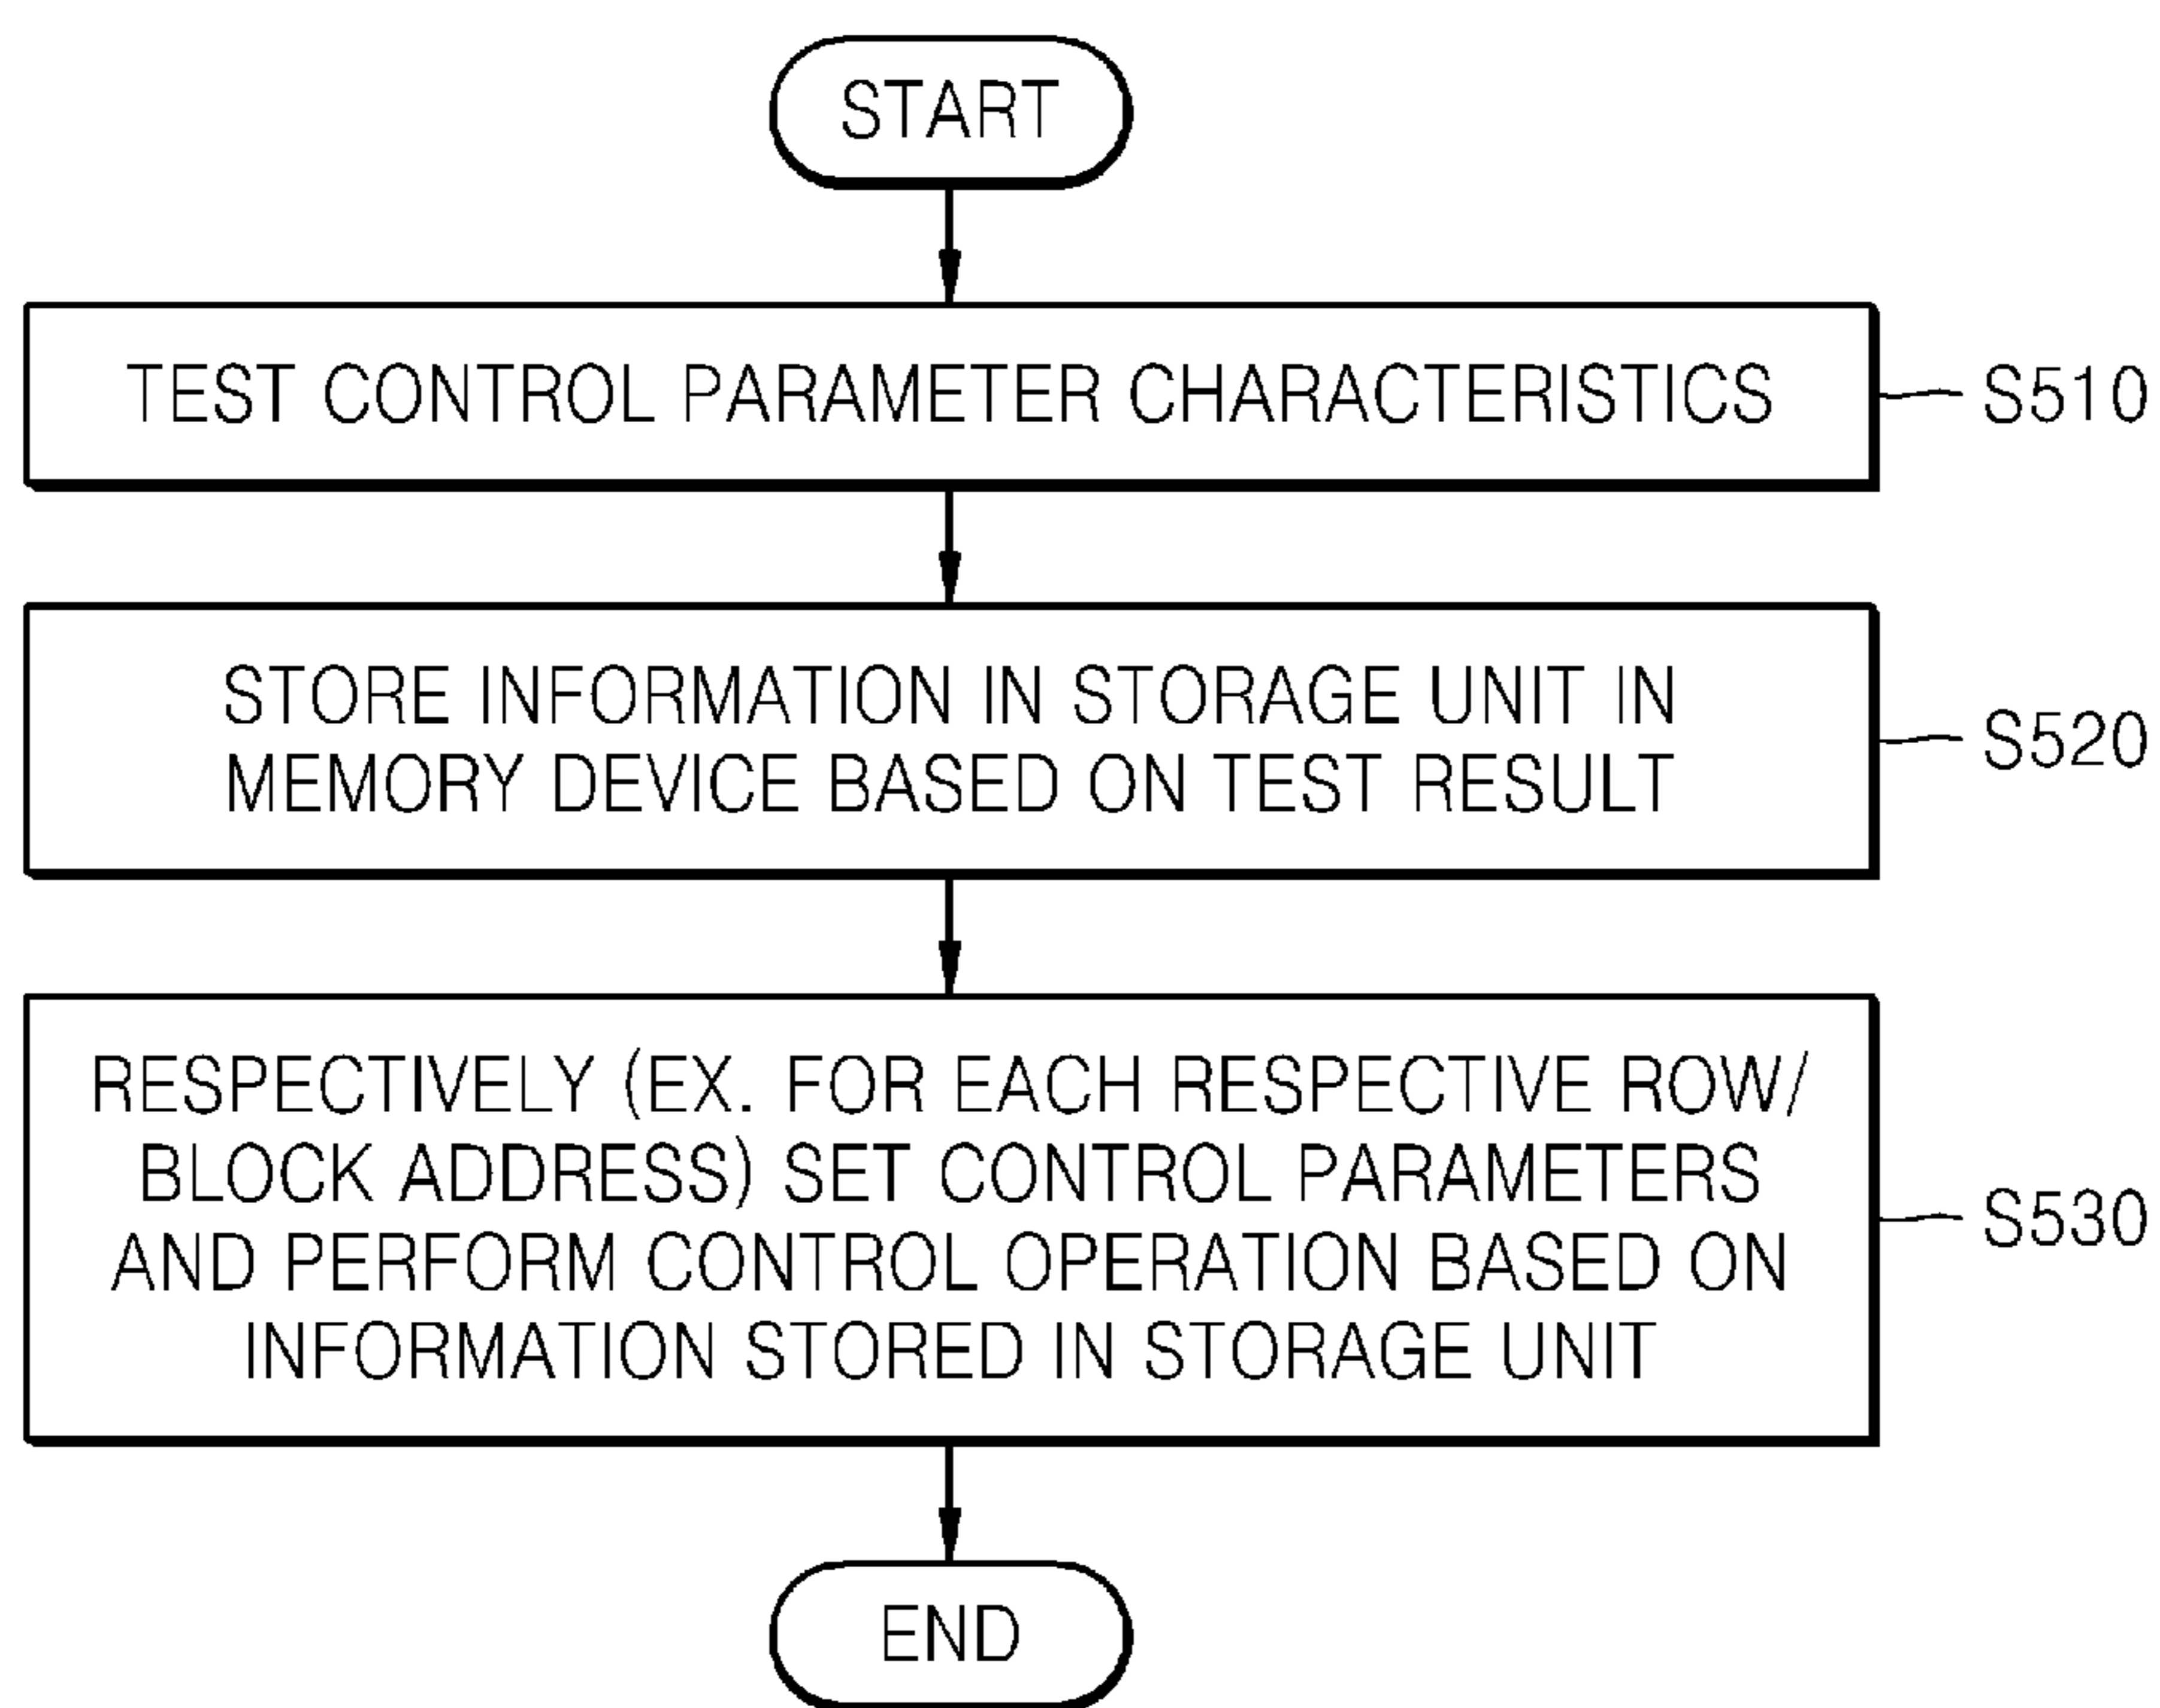 START
TEST CONTROL PARAMETER CHARACTERISTICS
S510
STORE INFORMATION IN STORAGE UNIT IN
MEMORY DEVICE BASED ON TEST RESULT
S520
RESPECTIVELY (EX. FOR EACH RESPECTIVE ROW/
BLOCK ADDRESS) SET CONTROL PARAMETERS
AND PERFORM CONTROL OPERATION BASED ON
INFORMATION STORED IN STORAGE UNIT
S530
END